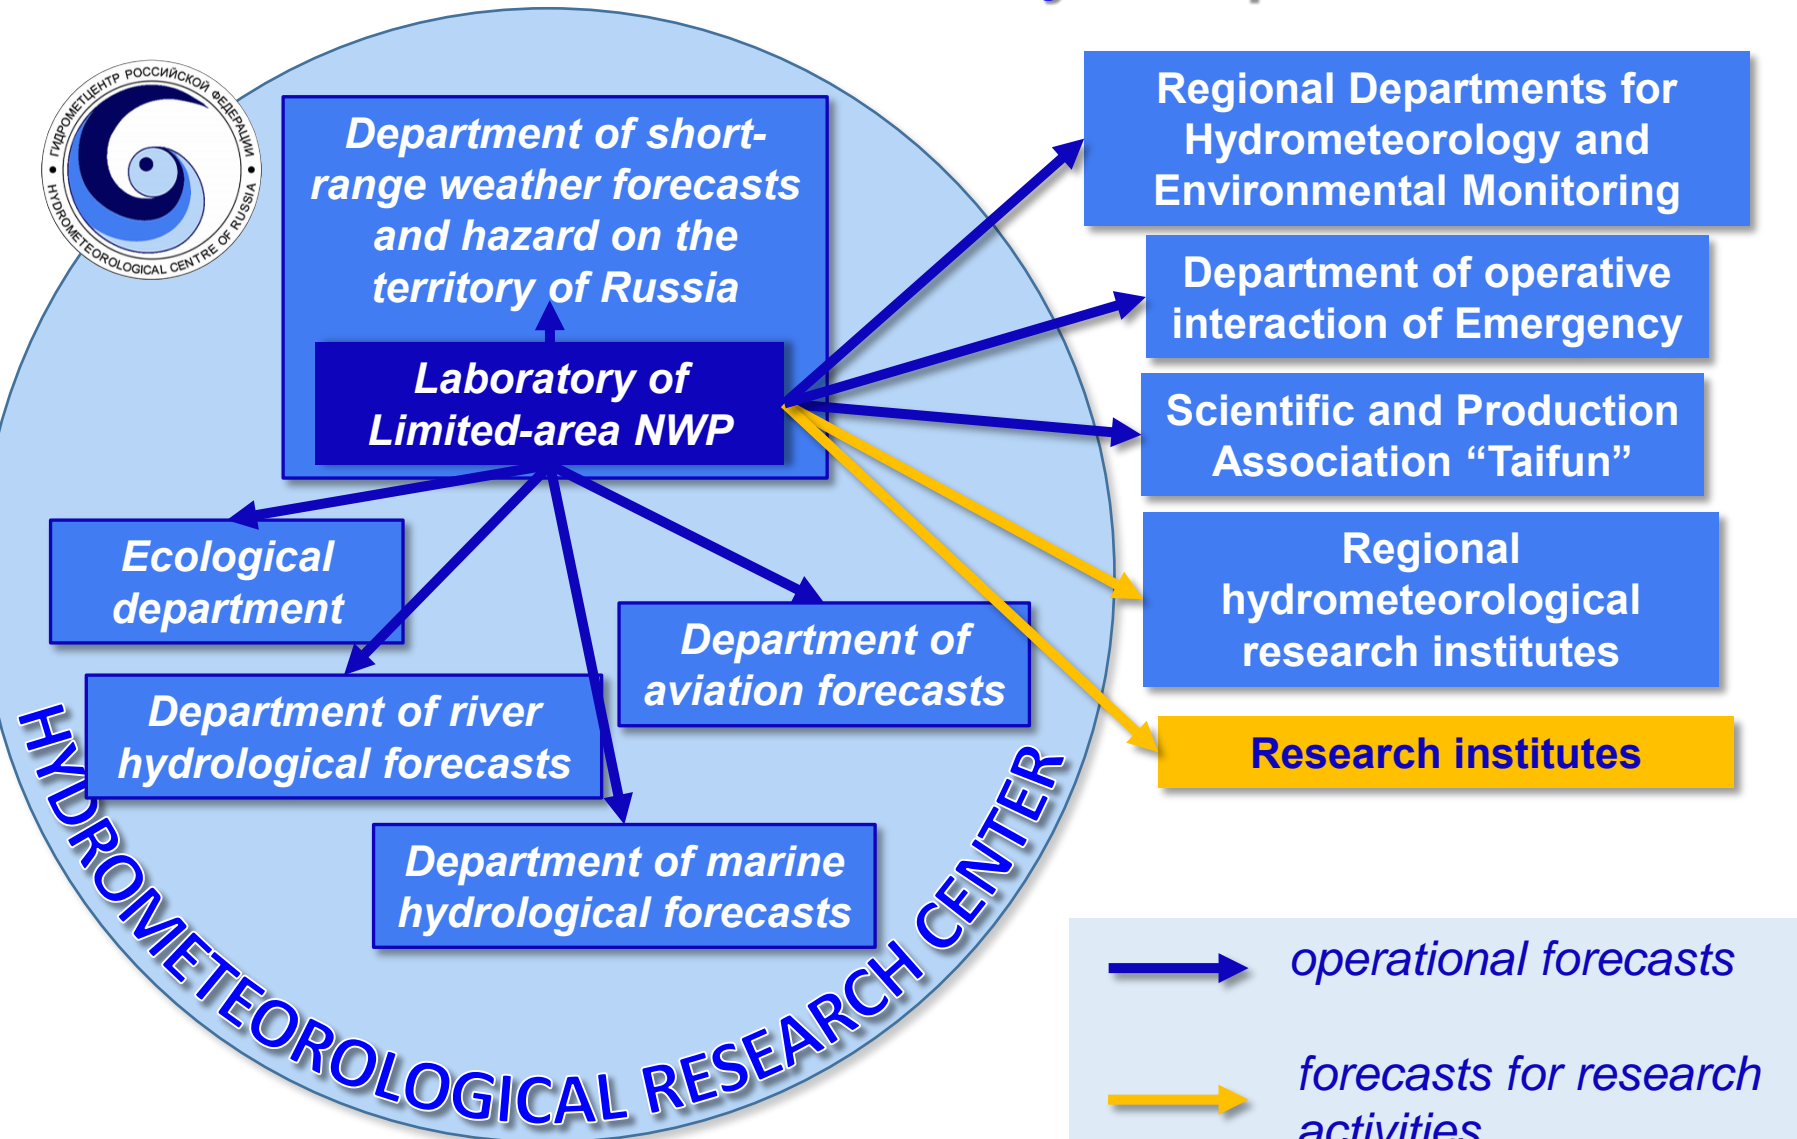 ГИДРОМЕТЦЕНТР РОССИЙСКОЙ ФЕДЕРАЦИИ
HYDROMETEOROLOGICAL CENTRE OF RUSSIA
Department of short-
range weather forecasts
and hazard on the
territory of Russia
Laboratory of
Limited-area NWP
Ecological
department
Department of river
hydrological forecasts
Department of marine
hydrological forecasts
Department of
aviation forecasts
HYDROMETEOROLOGICAL RESEARCH CENTER
Regional Departments for
Hydrometeorology and
Environmental Monitoring
Department of operative
interaction of Emergency
Scientific and Production
Association “Taifun”
Regional
hydrometeorological
research institutes
Research institutes
operational forecasts
forecasts for research
activities